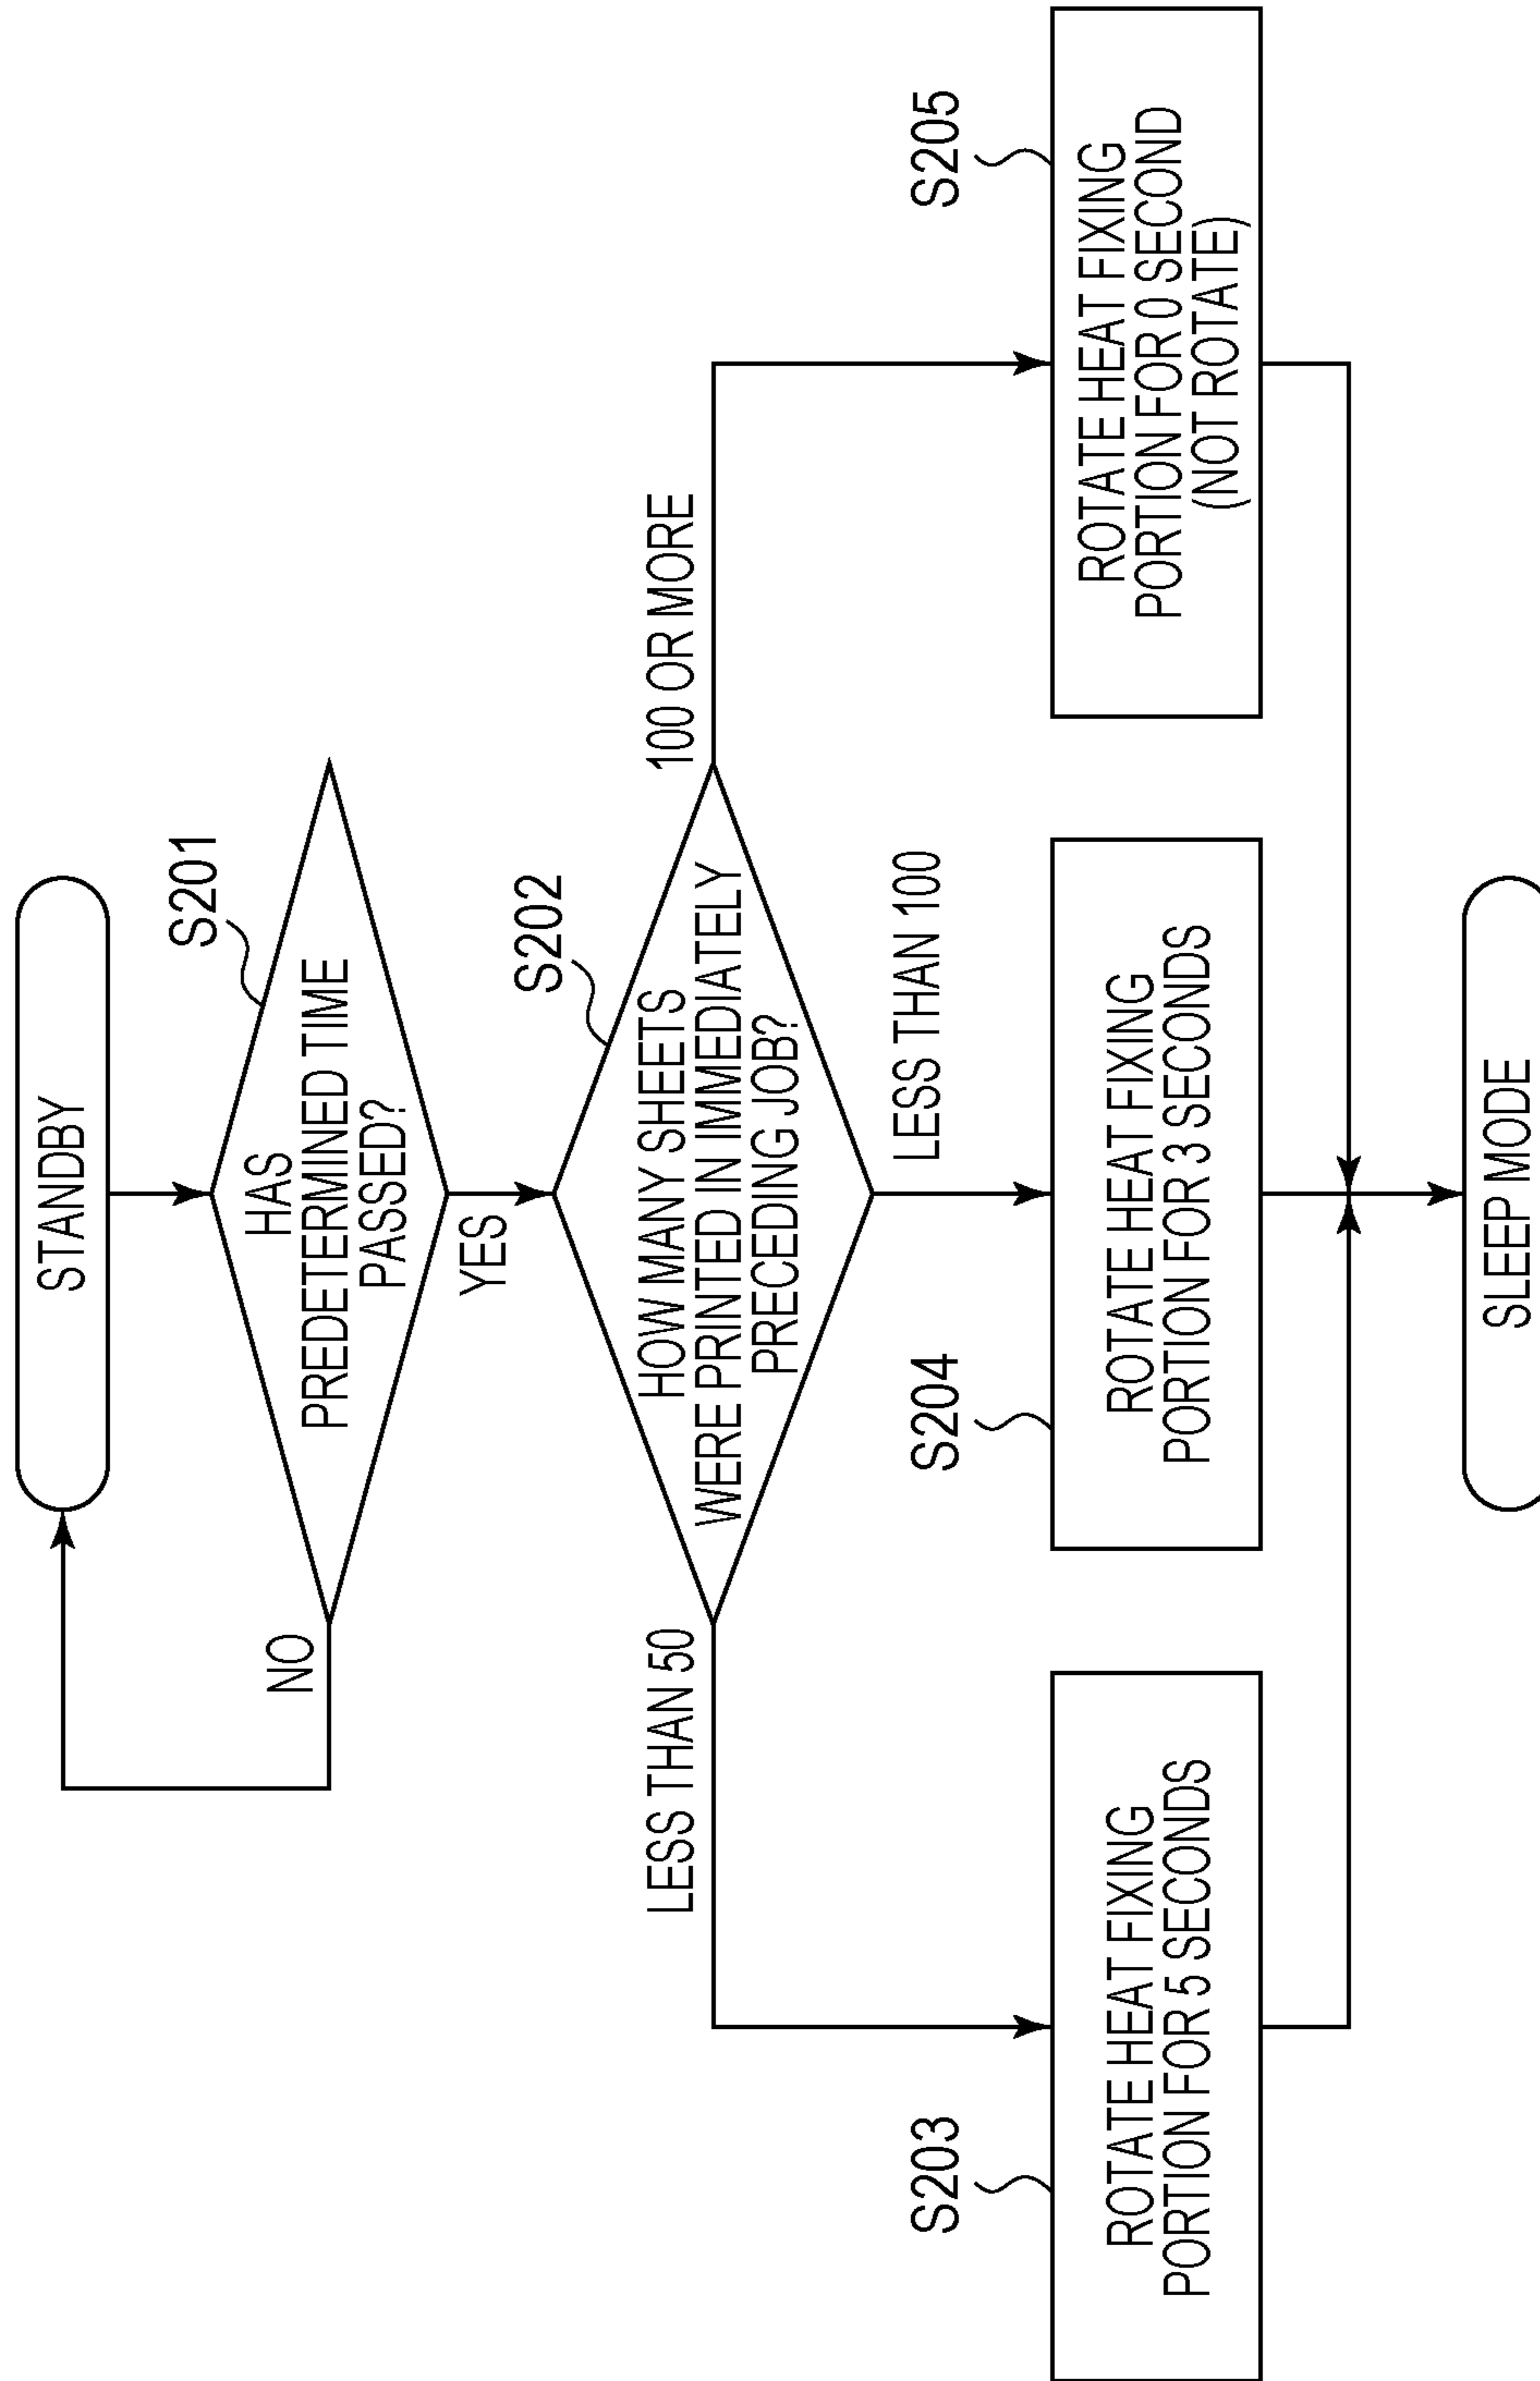 STANDBY
S201
HAS
PREDETERMINED TIME
PASSED?
NO
YES
S202
HOW MANY SHEETS
WERE PRINTED IN IMMEDIATELY
PRECEDING JOB?
LESS THAN 50
100 OR MORE
LESS THAN 100
S203
ROTATE HEAT FIXING
PORTION FOR 5 SECONDS
S204
ROTATE HEAT FIXING
PORTION FOR 3 SECONDS
S205
ROTATE HEAT FIXING
PORTION FOR 0 SECOND
(NOT ROTATE)
SLEEP MODE